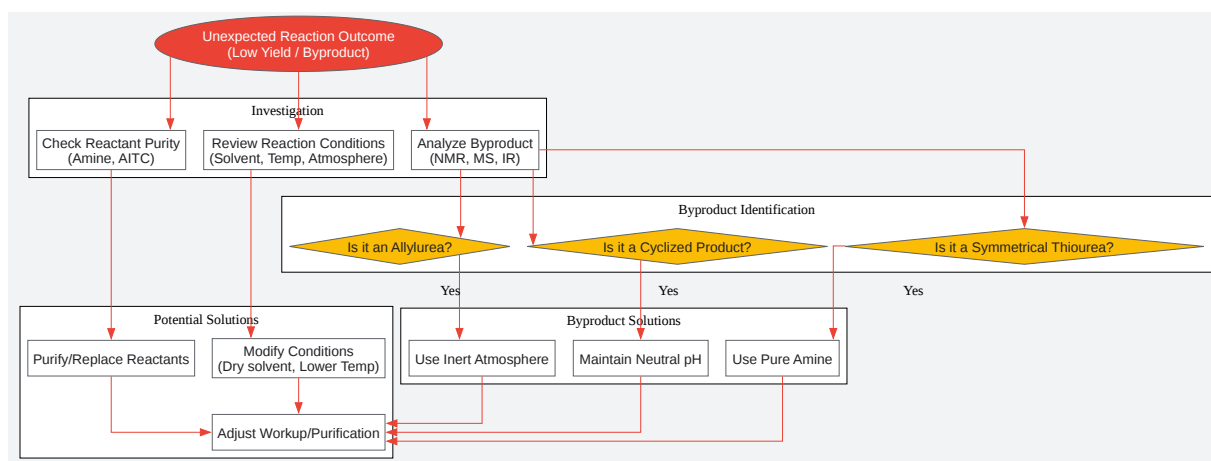 Unexpected Reaction Outcome
(Low Yield / Byproduct)
Investigation
Check Reactant Purity
(Amine, AITC)
Review Reaction Conditions
(Solvent, Temp, Atmosphere)
Analyze Byproduct
(NMR, MS, IR)
Byproduct Identification
Is it an Allylurea?
Is it a Cyclized Product?
Is it a Symmetrical Thiourea?
Yes
Yes
Yes
Potential Solutions
Purify/Replace Reactants
Modify Conditions
(Dry solvent, Lower Temp)
Adjust Workup/Purification
Byproduct Solutions
Use Inert Atmosphere
Maintain Neutral pH
Use Pure Amine